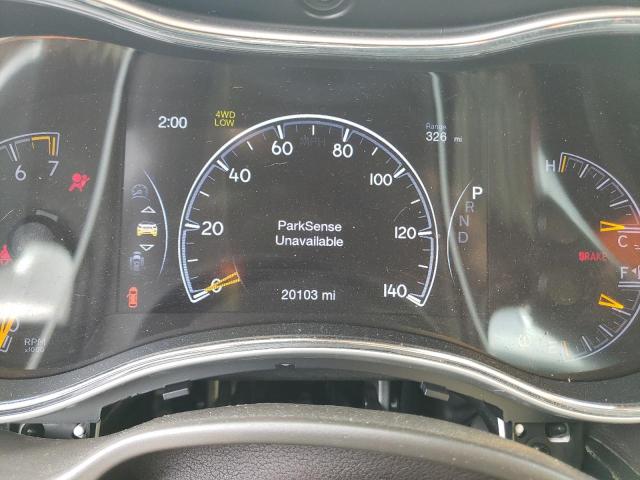 2:00
4WD
LOW
Range
326 mi
60 MPH 80
6 7
40 100
H
P
R
N
D
20 120
ParkSense
Unavailable
C
BRAKE
F
0 140
20103 mi
RPM
x1000
E